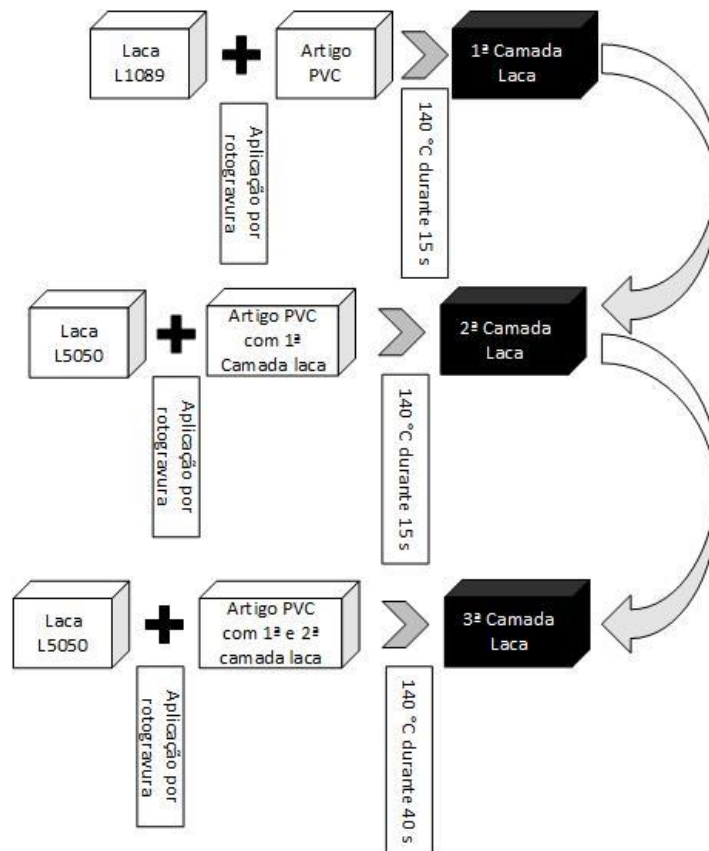 Laca
L1089
Artigo
PVC
1ª Camada
Laca
Aplicação por
rotogravura
140 °C durante 15 s
Laca
L5050
Artigo PVC
com 1ª
Camada laca
2ª Camada
Laca
Aplicação por
rotogravura
140 °C durante 15 s
Laca
L5050
Artigo PVC
com 1ª e 2ª
camada laca
3ª Camada
Laca
Aplicação por
rotogravura
140 °C durante 40 s